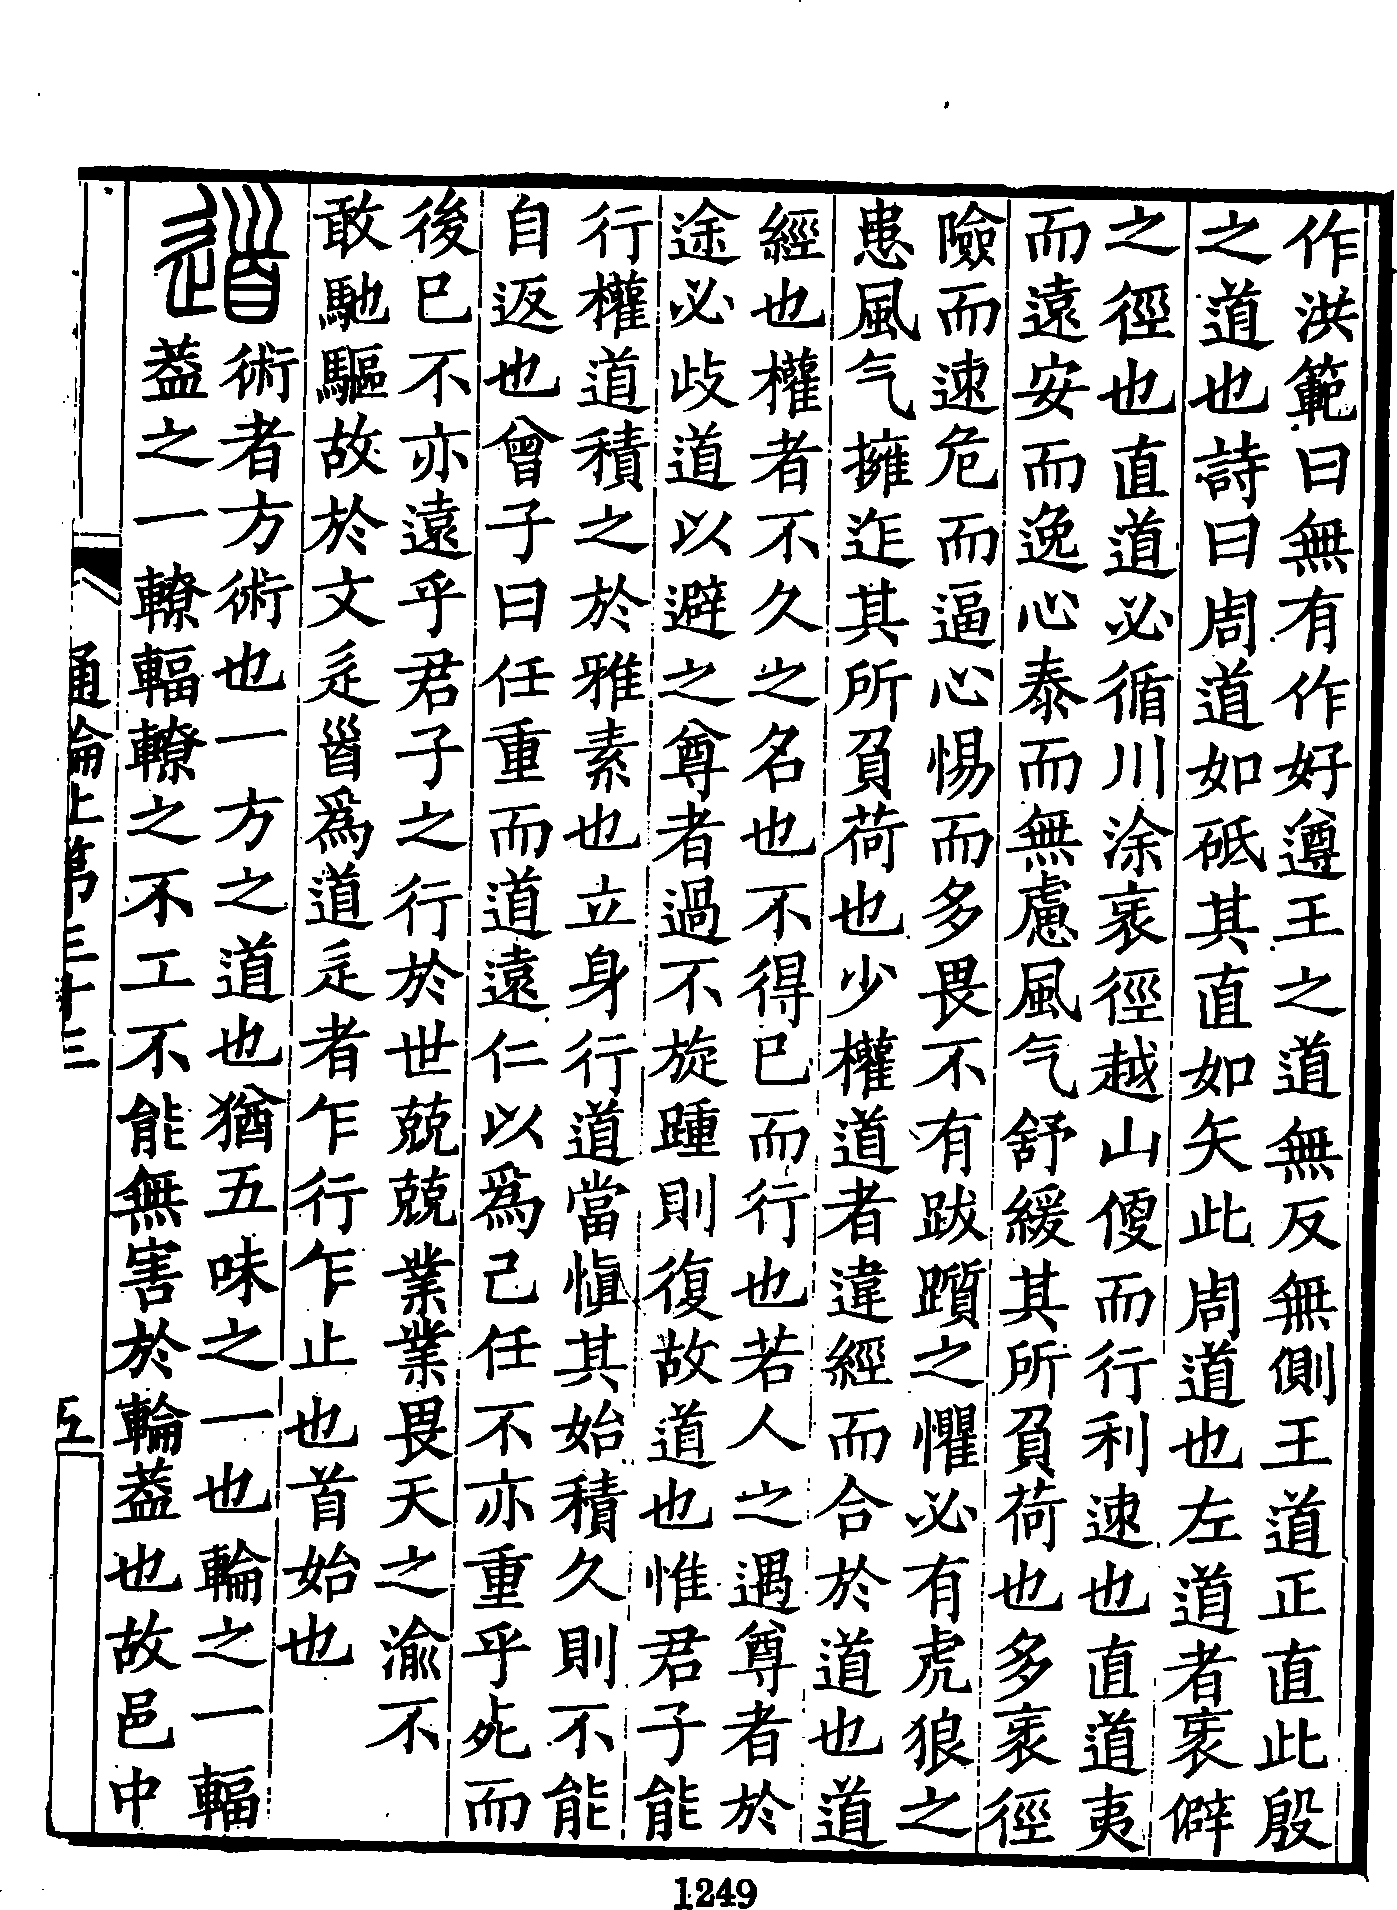 作洪範曰無有作好遵王之道無反無側王道正直此殷
之道也詩曰周道如砥其直如矢此周道也左道者衺僻
之徑也直道必循川涂衺徑越山㑮而行利速也直道夷
而遠安而逸心泰而無慮風气舒緩其所負荷也多衺徑
險而速危而逼心惕而多畏不有跋躓之懼必有虎狼之
患風气擁迮其所負荷也少權道者違經而合於道也道
經也權者不久之名也不得已而行也若人之遇尊者於
途必歧道以避之尊者過不旋踵則復故道也惟君子能
行權道積之於雅素也立身行道當愼其始積久則不能
自返也曾子曰任重而道遠仁以爲己任不亦重乎死而
後已不亦遠乎君子之行於世兢兢業業畏天之渝不
敢馳驅故於文辵𩠐爲道辵者乍行乍止也首始也
道術者方術也一方之道也猶五味之一也輪之一輻
葢之一轑輻轑之不工不能無害於輪葢也故邑中
通論上第三十三
五
1249